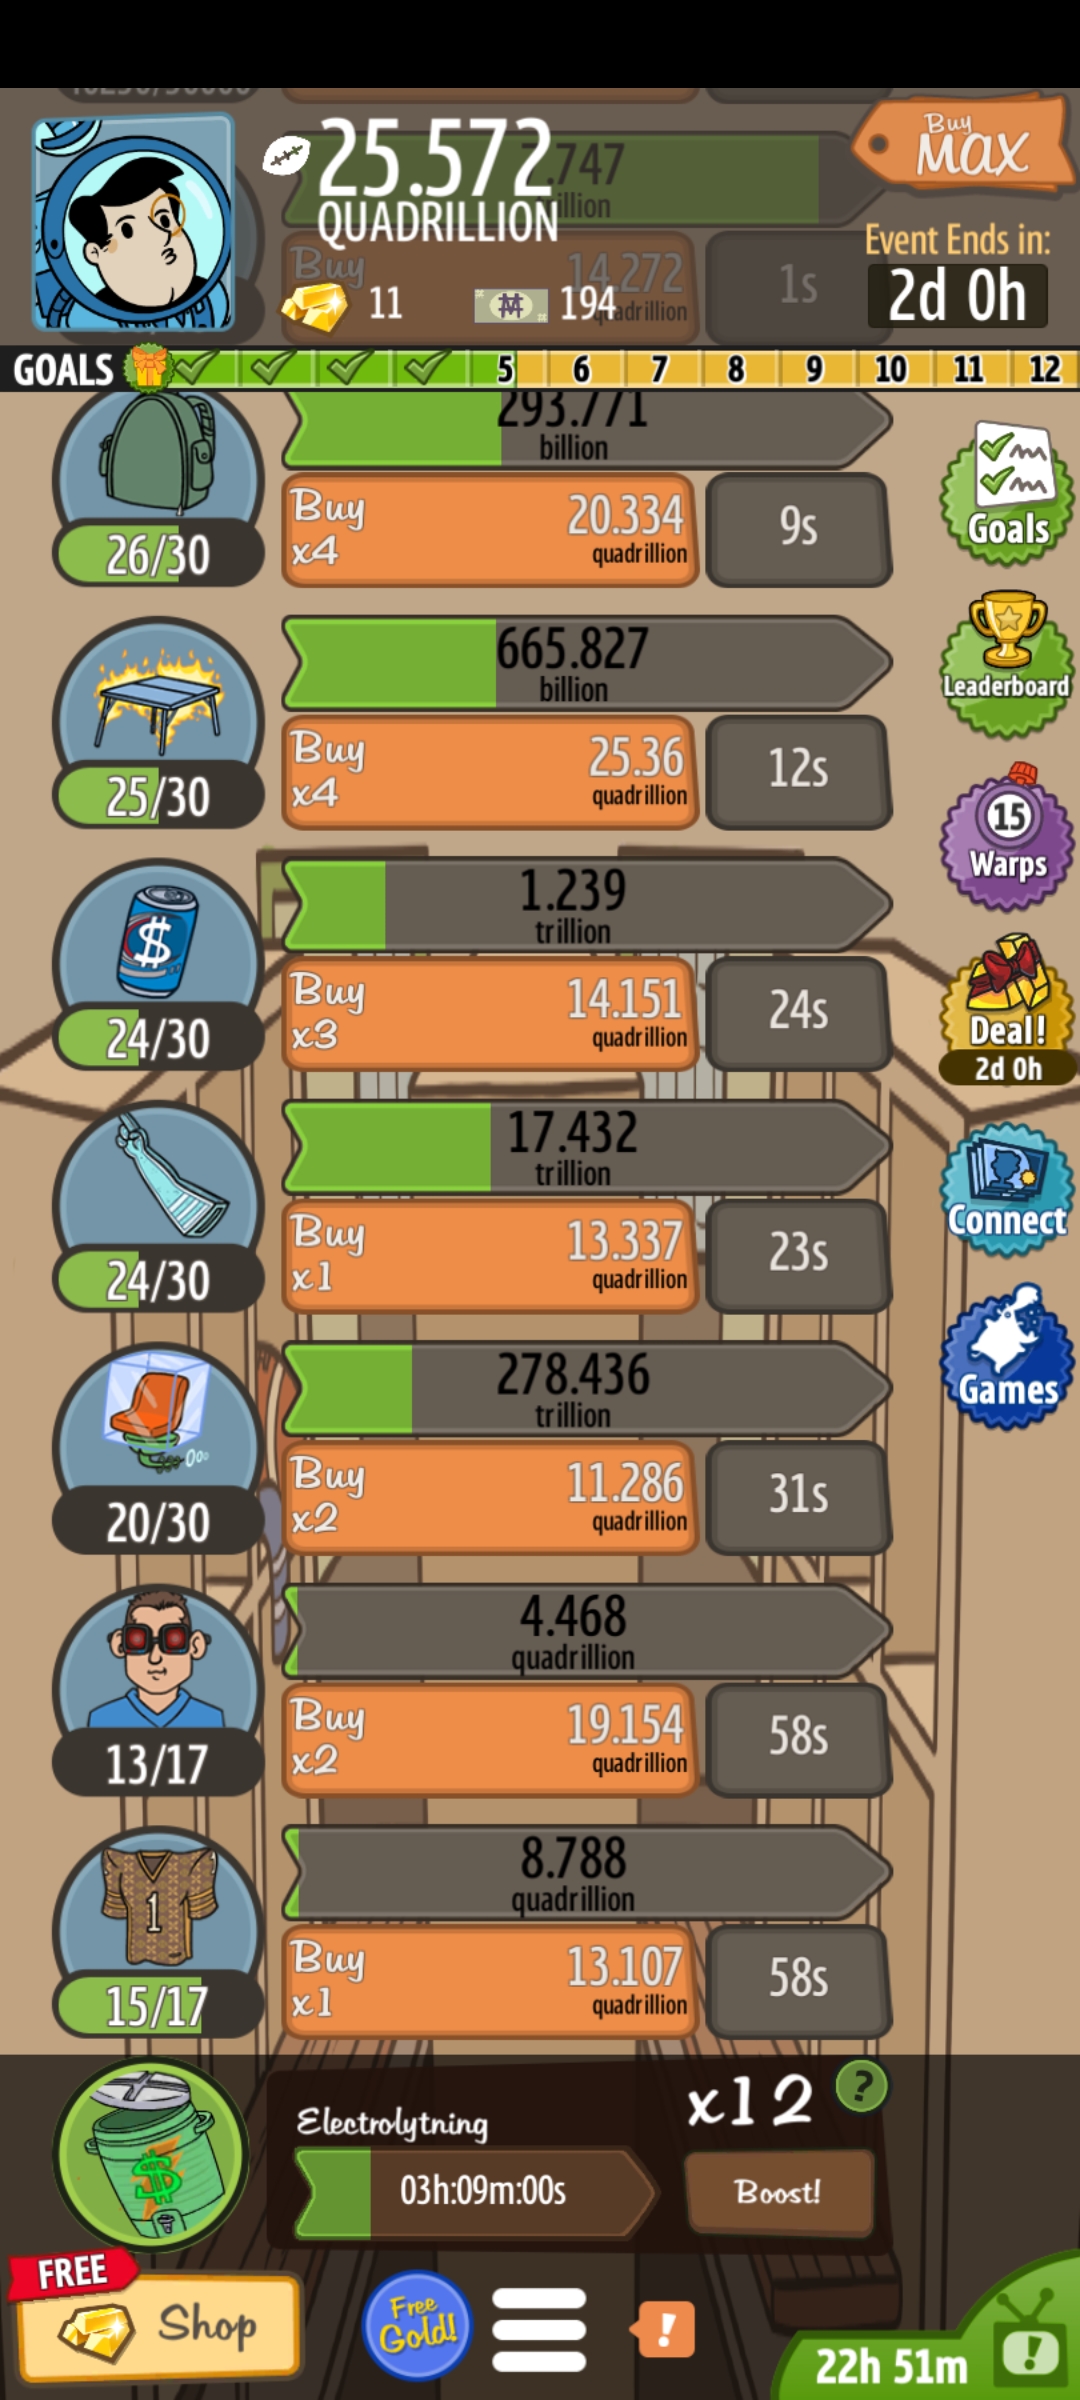 25.572
QUADRILLION
.747
Buy
MAX
Event Ends in:
2d 0h
Buy
14.272
1s
11
194
GOALS
5
6
7
8
9
10
11
12
293.771
billion
Buy
x4
20.334
quadrillion
9s
26/30
Goals
665.827
billion
Buy
x4
25.36
quadrillion
12s
25/30
Leaderboard
15
Warps
1.239
trillion
Buy
x3
14.151
quadrillion
24s
24/30
Deal!
2d 0h
17.432
trillion
Buy
x1
13.337
quadrillion
23s
24/30
Connect
278.436
trillion
Buy
x2
11.286
quadrillion
31s
20/30
Games
4.468
quadrillion
Buy
x2
19.154
quadrillion
58s
13/17
1
8.788
quadrillion
Buy
x1
13.107
quadrillion
58s
15/17
Electrolytning
03h:09m:00s
x12
?
Boost!
FREE
Shop
Free
Gold!
!
22h 51m
!